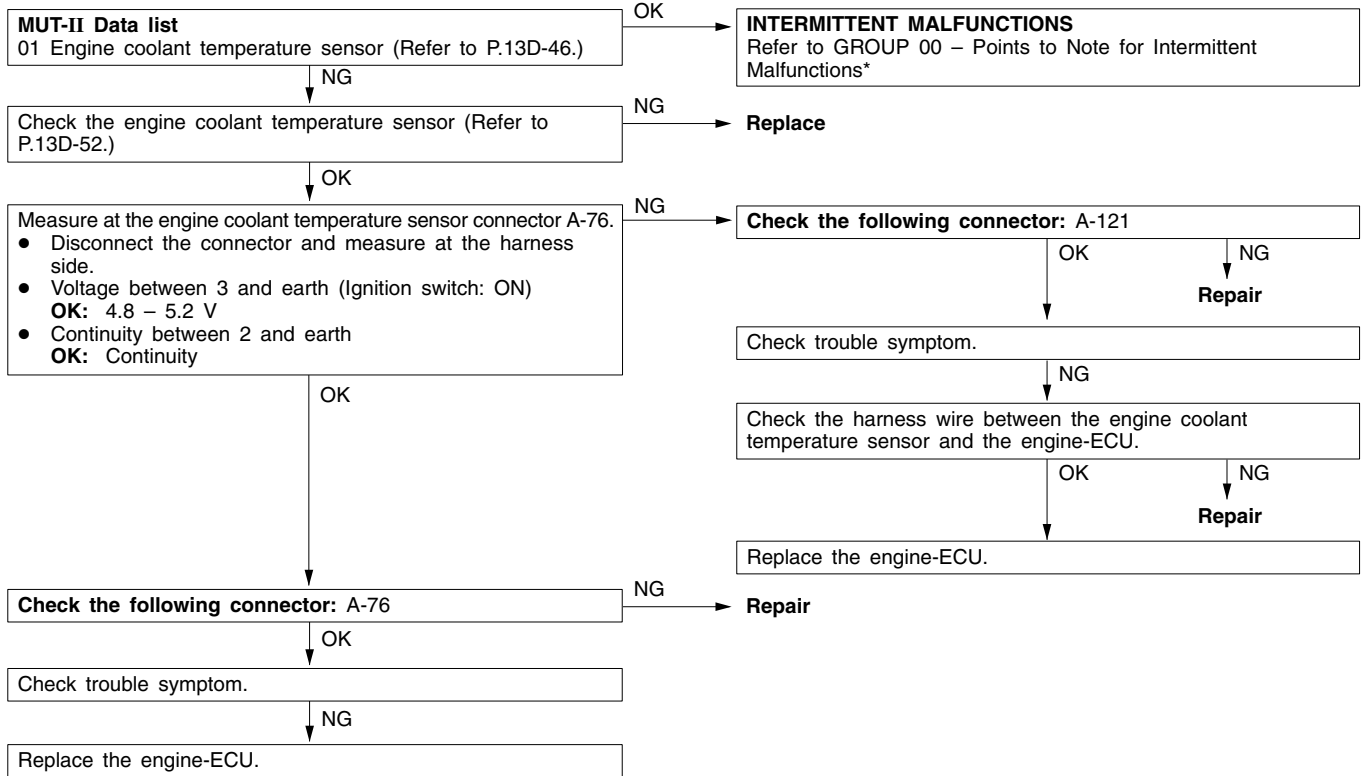 MUT-II Data list
01 Engine coolant temperature sensor (Refer to P.13D-46.)
OK
INTERMITTENT MALFUNCTIONS
Refer to GROUP 00 – Points to Note for Intermittent
Malfunctions*
NG
Check the engine coolant temperature sensor (Refer to
P.13D-52.)
NG
Replace
OK
Measure at the engine coolant temperature sensor connector A-76.
● Disconnect the connector and measure at the harness
side.
● Voltage between 3 and earth (Ignition switch: ON)
OK: 4.8 – 5.2 V
● Continuity between 2 and earth
OK: Continuity
NG
Check the following connector: A-121
OK
NG
Repair
Check trouble symptom.
NG
Check the harness wire between the engine coolant
temperature sensor and the engine-ECU.
OK
NG
Repair
Replace the engine-ECU.
OK
Check the following connector: A-76
NG
Repair
OK
Check trouble symptom.
NG
Replace the engine-ECU.